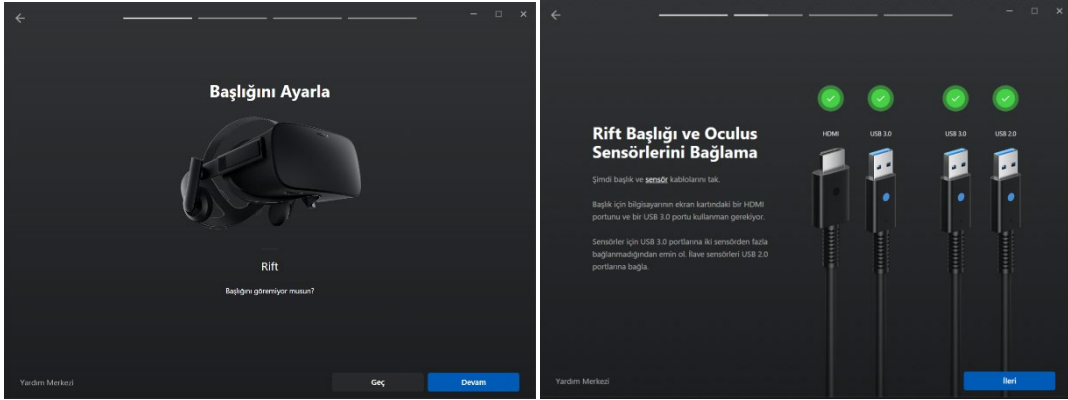 Başlığını Ayarla
Rift
Başlığını göremiyor musun?
Yardım Merkezi
Geç
Devam
Rift Başlığı ve Oculus
Sensörlerini Bağlama
Şimdi başlık ve sensör kablolarını tak.
Başlık için bilgisayarının ekran kartındaki bir HDMI
portunu ve bir USB 3.0 portu kullanman gerekiyor.
Sensörler için USB 3.0 portlarına iki sensörden fazla
bağlanmadığından emin ol. İlave sensörleri USB 2.0
portlarına bağla.
HDMI
USB 3.0
USB 3.0
USB 2.0
Yardım Merkezi
İleri